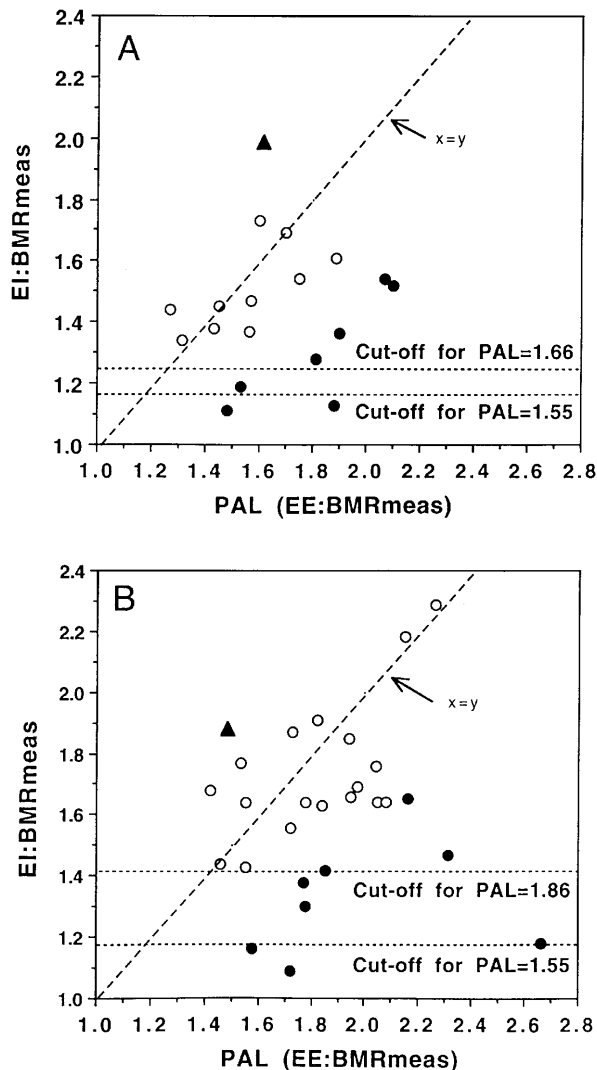 2.4
A
2.2
x=y
2.0
1.8
EI:BMRmeas
1.6
1.4
Cut-off for PAL=1.66
1.2
Cut-off for PAL=1.55
1.0
1.0 1.2 1.4 1.6 1.8 2.0 2.2 2.4 2.6 2.8
PAL (EE:BMRmeas)
2.4
B
2.2
2.0
x=y
1.8
EI:BMRmeas
1.6
1.4
Cut-off for PAL=1.86
1.2
Cut-off for PAL=1.55
1.0
1.0 1.2 1.4 1.6 1.8 2.0 2.2 2.4 2.6 2.8
PAL (EE:BMRmeas)